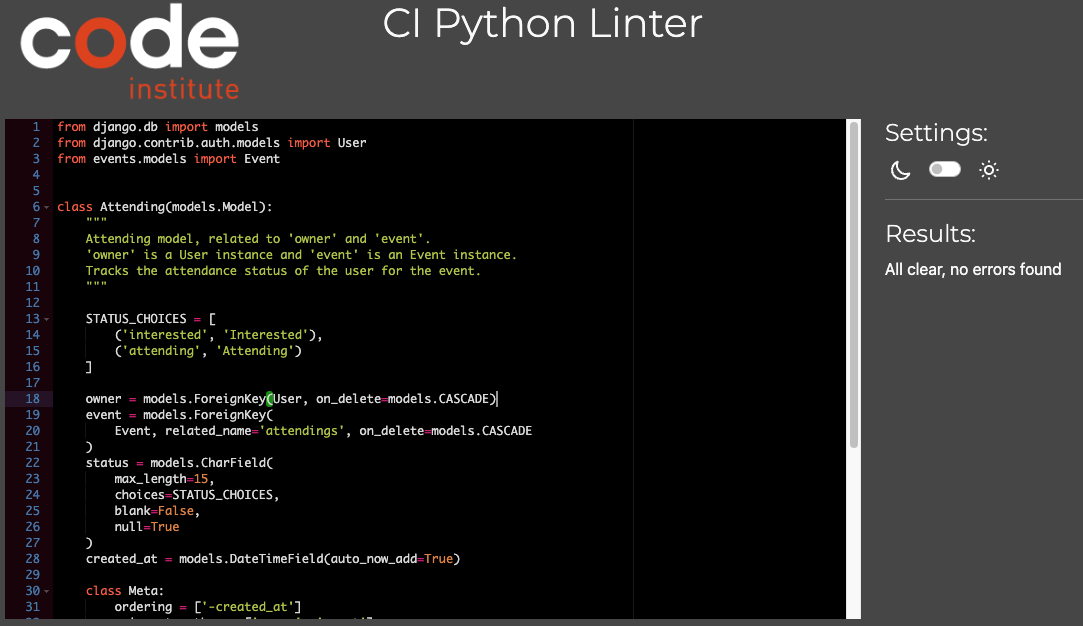 code
institute
CI Python Linter
1 from django.db import models
2 from django.contrib.auth.models import User
3 from events.models import Event
4
5
6 class Attending(models.Model):
7     """
8     Attending model, related to 'owner' and 'event'.
9     'owner' is a User instance and 'event' is an Event instance.
10     Tracks the attendance status of the user for the event.
11     """
12
13     STATUS_CHOICES = [
14         ('interested', 'Interested'),
15         ('attending', 'Attending')
16     ]
17
18     owner = models.ForeignKey(User, on_delete=models.CASCADE)
19     event = models.ForeignKey(
20         Event, related_name='attendings', on_delete=models.CASCADE
21     )
22     status = models.CharField(
23         max_length=15,
24         choices=STATUS_CHOICES,
25         blank=False,
26         null=True
27     )
28     created_at = models.DateTimeField(auto_now_add=True)
29
30     class Meta:
31         ordering = ['-created_at']
Settings:
Results:
All clear, no errors found